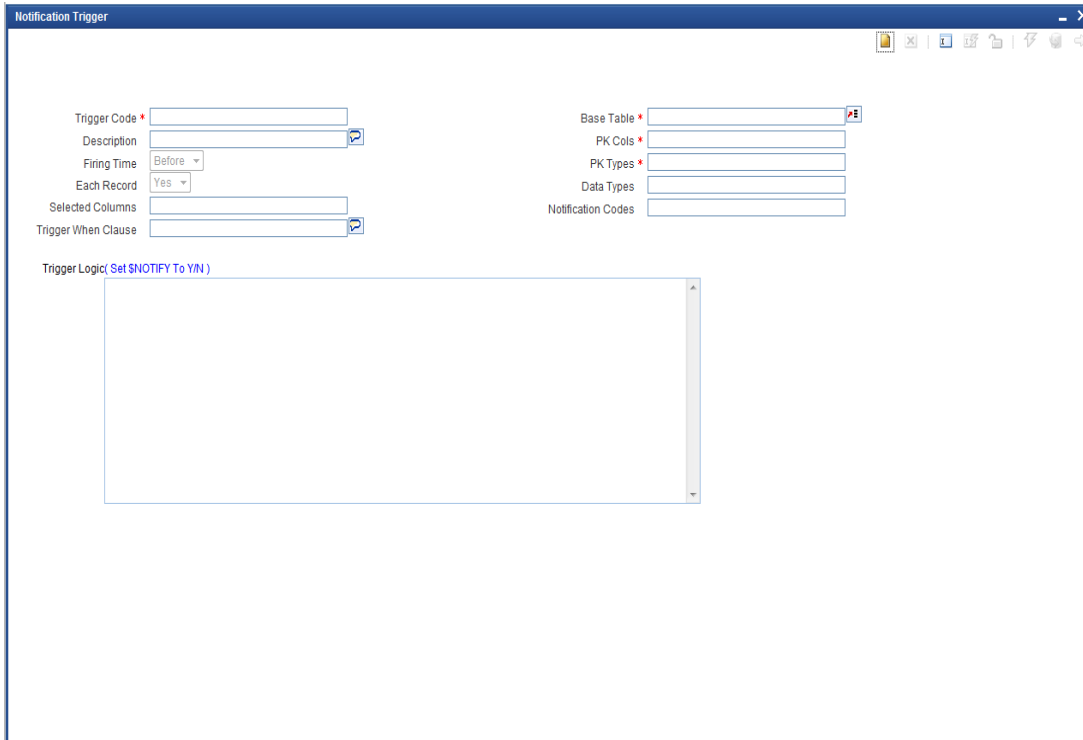 Notification Trigger
Trigger Code *
Description
Firing Time Before
Each Record Yes
Selected Columns
Trigger When Clause
Base Table *
PK Cols *
PK Types *
Data Types
Notification Codes
Trigger Logic( Set $NOTIFY To Y/N )